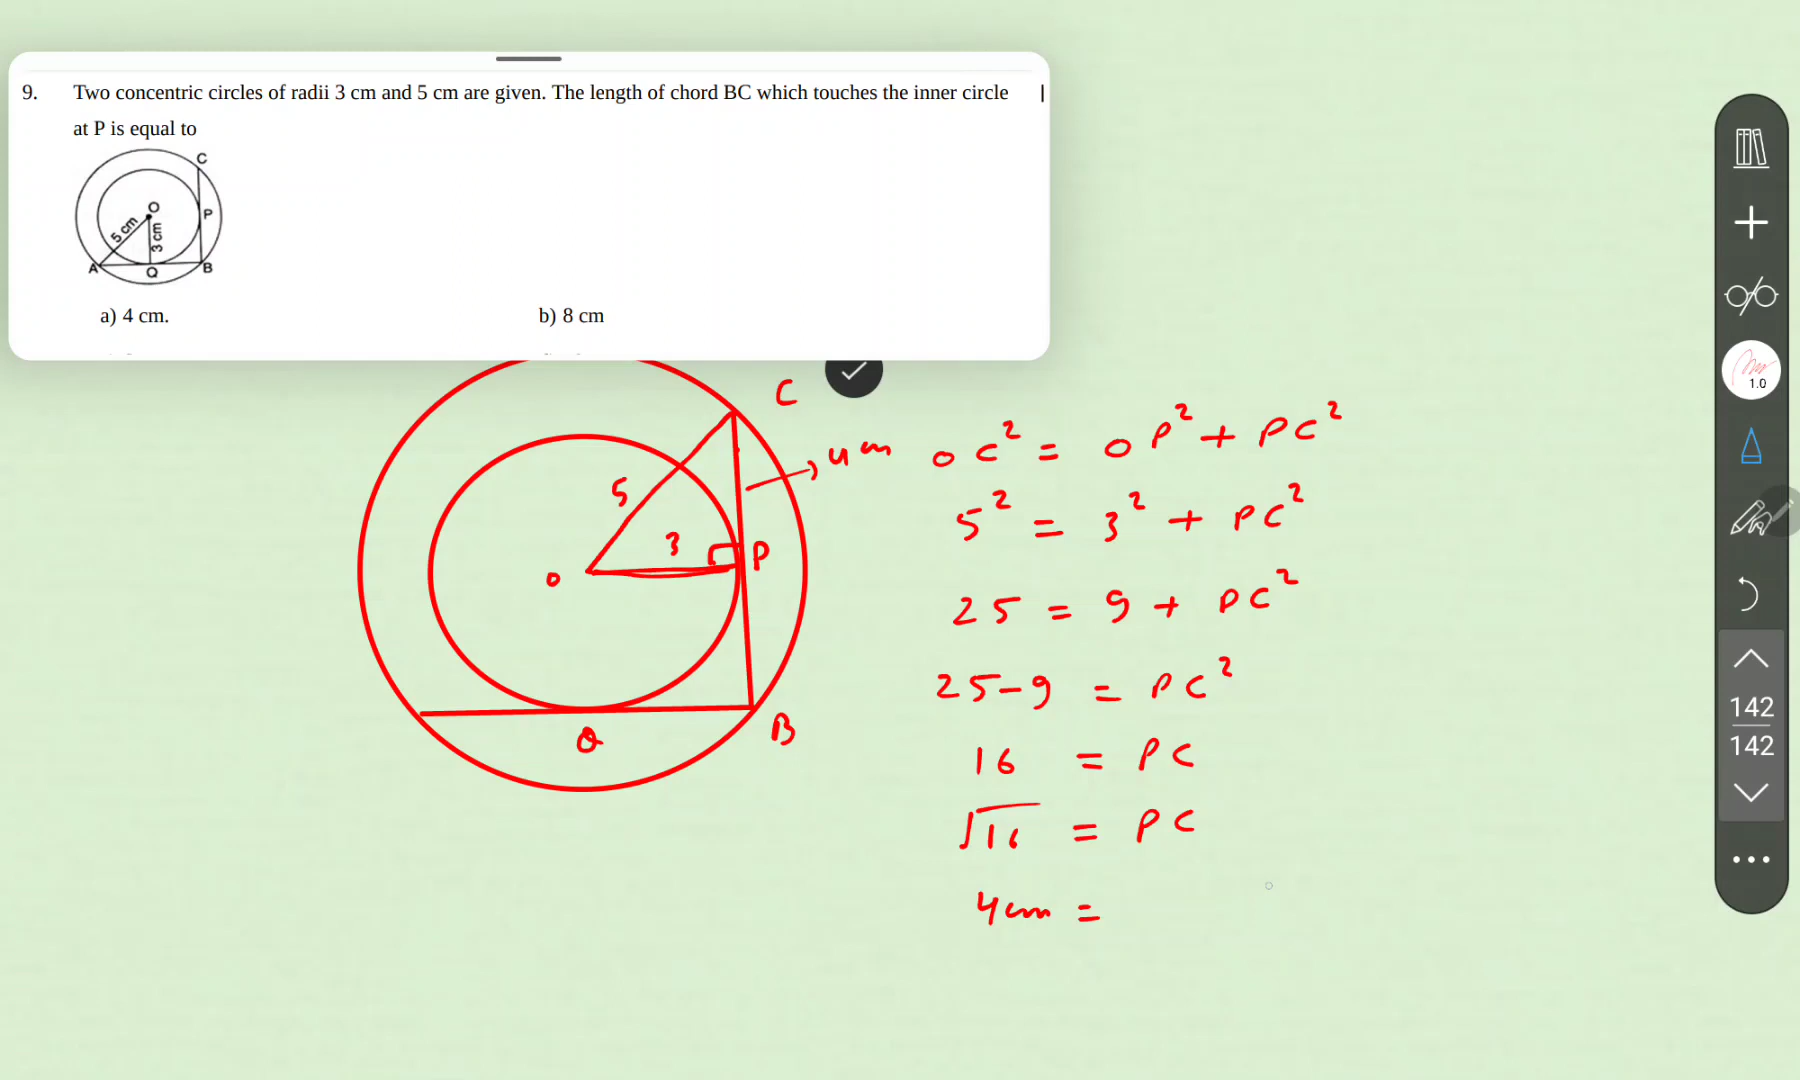 9. Two concentric circles of radii 3 cm and 5 cm are given. The length of chord BC which touches the inner circle
at P is equal to
C
O
P
5 cm
3 cm
A
Q
B
a) 4 cm.
b) 8 cm
C
4 cm
5
3
P
O
Q
B
OC² = OP² + PC²
5² = 3² + PC²
25 = 9 + PC²
25-9 = PC²
16 = PC
√16 = PC
4cm =
1.0
142
142